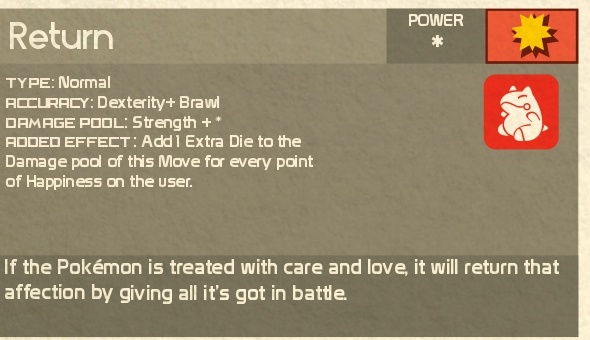 Return
POWER
*
TYPE: Normal
ACCURACY: Dexterity+ Brawl
DAMAGE POOL: Strength + *
ADDED EFFECT : Add 1 Extra Die to the
Damage pool of this Move for every point
of Happiness on the user.
If the Pokémon is treated with care and love, it will return that
affection by giving all it's got in battle.